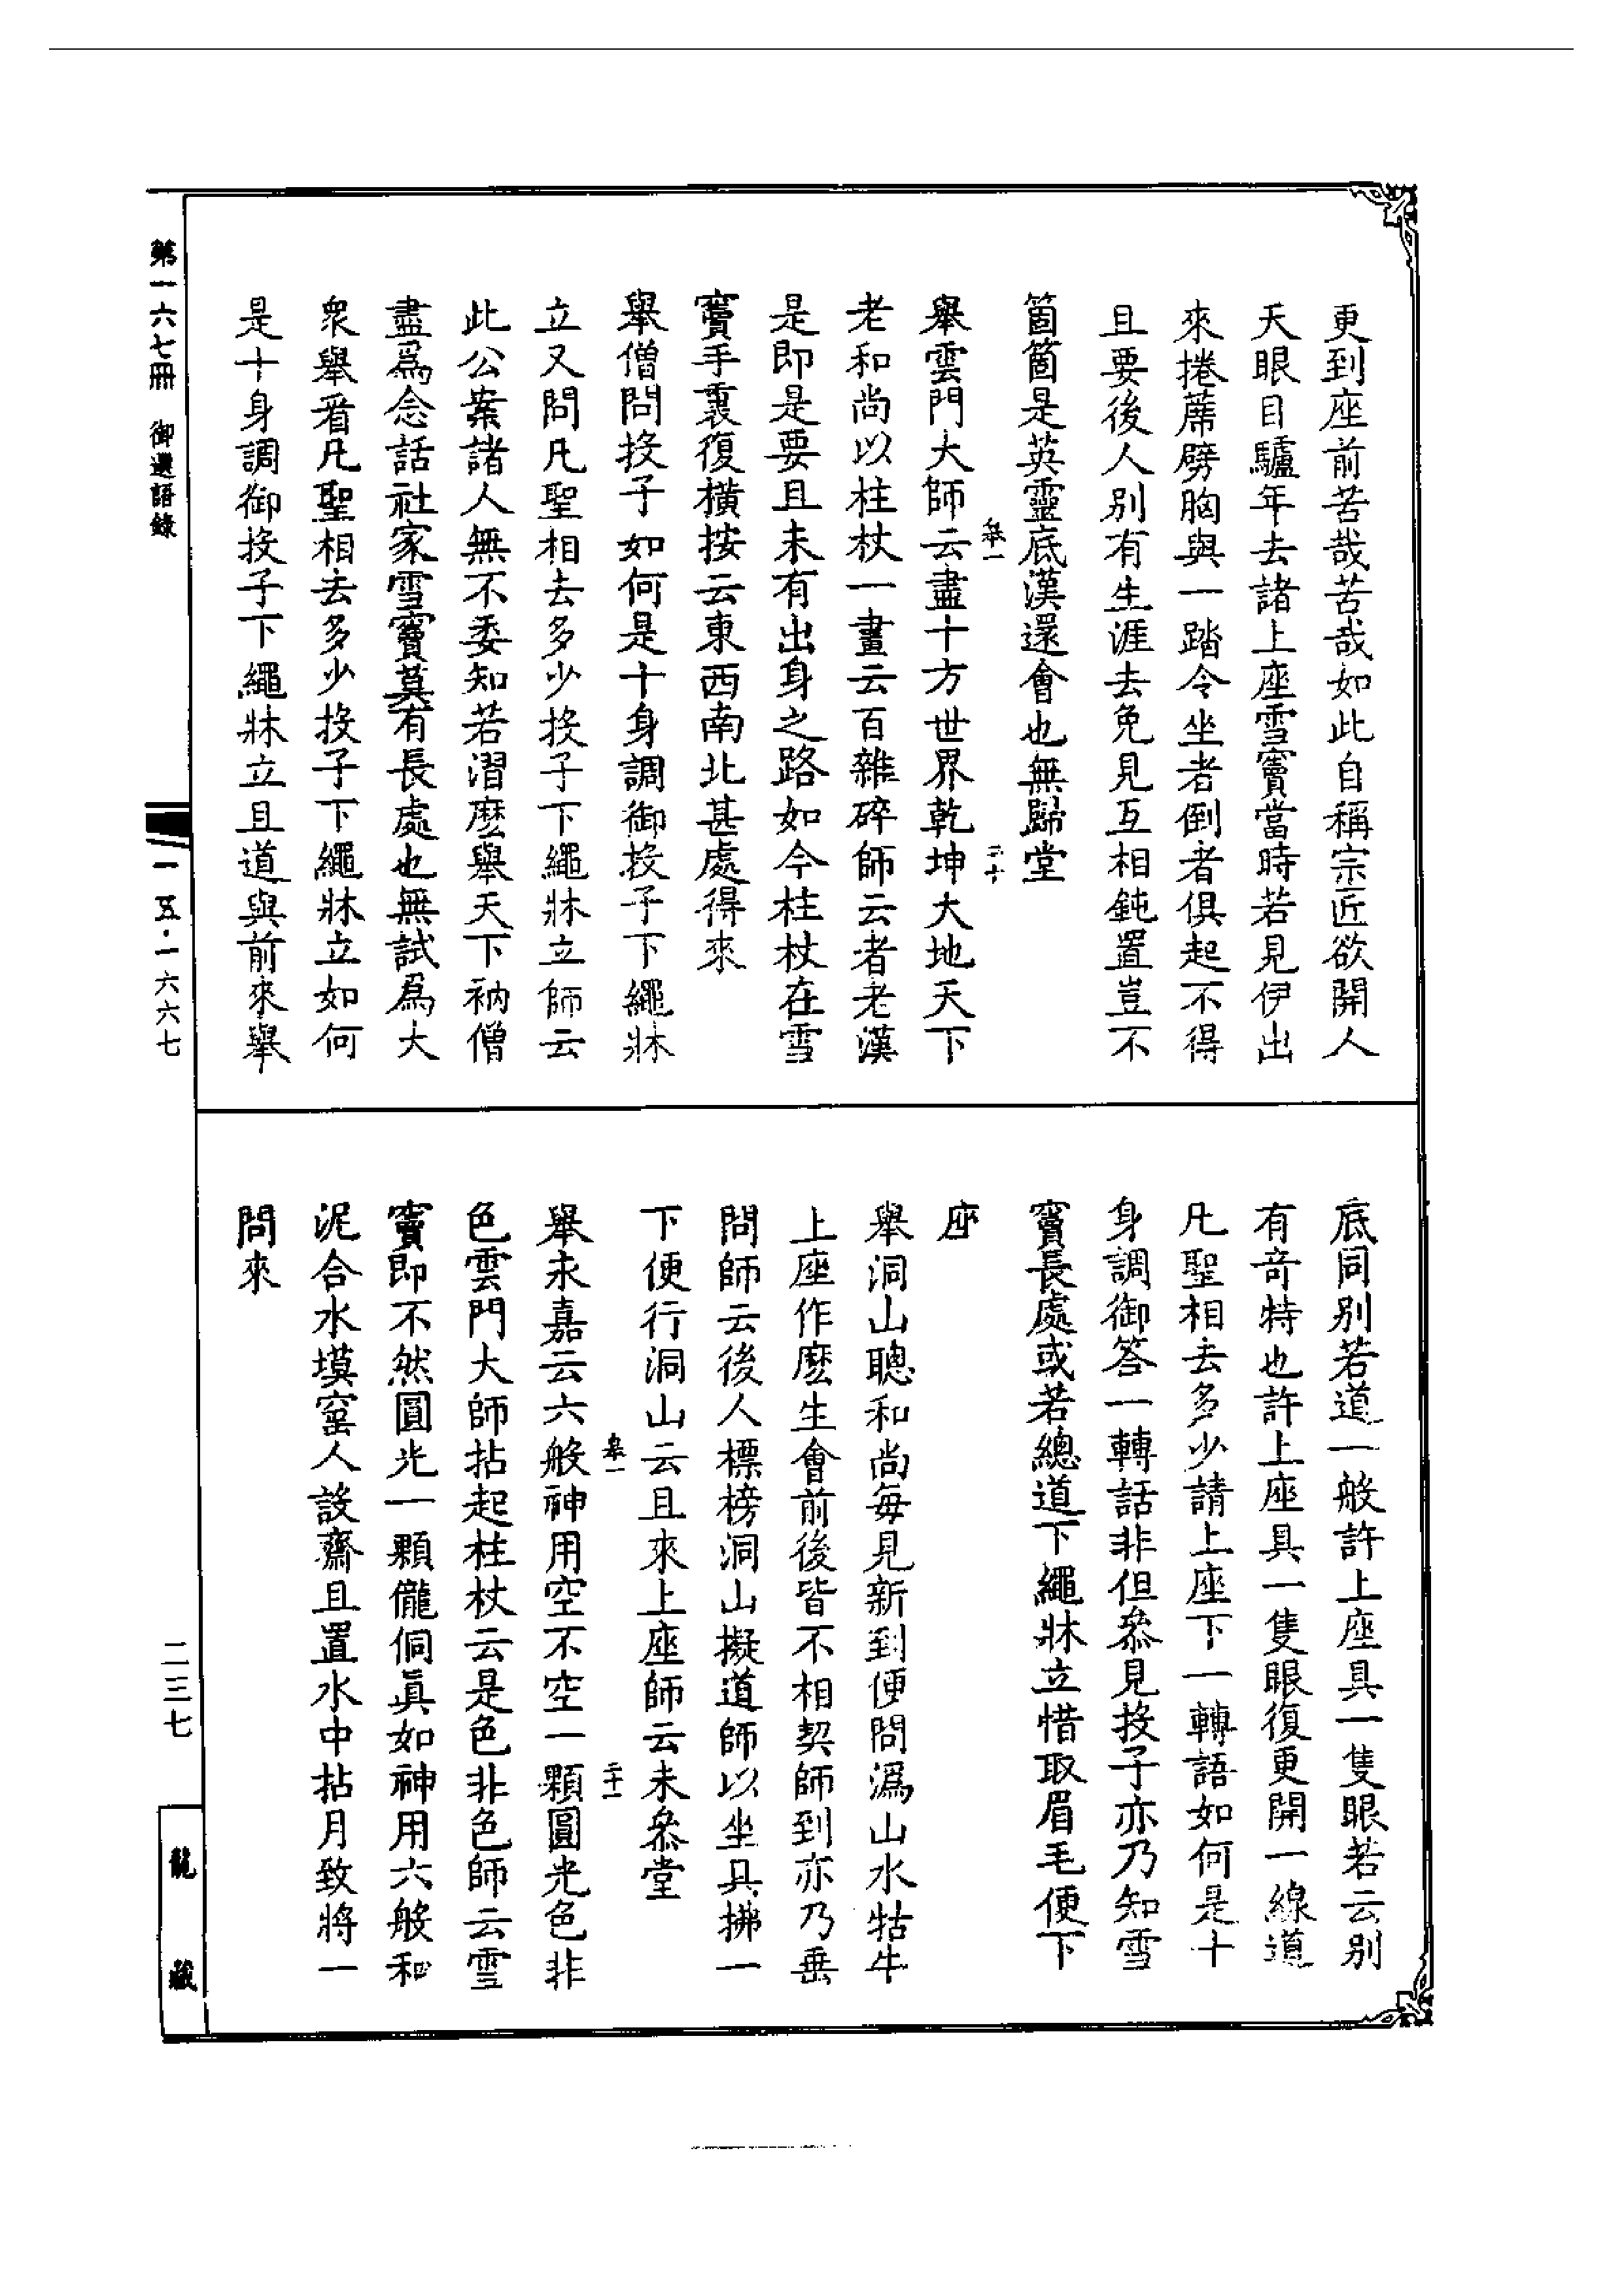 更到座前苦哉苦哉如此自稱宗匠欲開人
天眼目驢年去諸上座雪竇當時若見伊出
來捲蓆劈胸與一踏令坐者倒者俱起不得
且要後人別有生涯去免見互相鈍置豈不
箇箇是英靈底漢還會也無歸堂
舉雲門大師云盡十方世界乾坤大地天下
老和尚以柱杖一畫云百雜碎師云者老漢
是即是要且未有出身之路如今柱杖在雪
竇手裏復橫按云東西南北甚處得來
舉僧問投子如何是十身調御投子下繩牀
立又問凡聖相去多少投子下繩牀立師云
此公案諸人無不委知若㴞麽舉天下衲僧
盡爲念話社家雪竇莫有長處也無試爲大
衆舉看凡聖相去多少投子下繩牀立如何
是十身調御投子下繩牀立且道與前來舉
底同別若道一般許上座具一隻眼若云別
有奇特也許上座具一隻眼復更開一線道
凡聖相去多少請上座下一轉語如何是十
身調御答一轉話非但叅見投子亦乃知雪
竇長處或若總道下繩牀立惜取眉毛便下
座
舉洞山聰和尚每見新到便問溈山水牯牛
上座作麽生會前後皆不相契師到亦乃垂
問師云後人標榜洞山擬道師以坐具拂一
下便行洞山云且來上座師云未叅堂
舉永嘉云六般神用空不空一顆圓光色非
色雲門大師拈起柱杖云是色非色師云雪
竇即不然圓光一顆儱侗眞如神用六般和
泥合水塻窑人設齋且置水中拈月致將一
問來
第一六七冊　御選語錄
一五·一六六七
二三七
龍藏